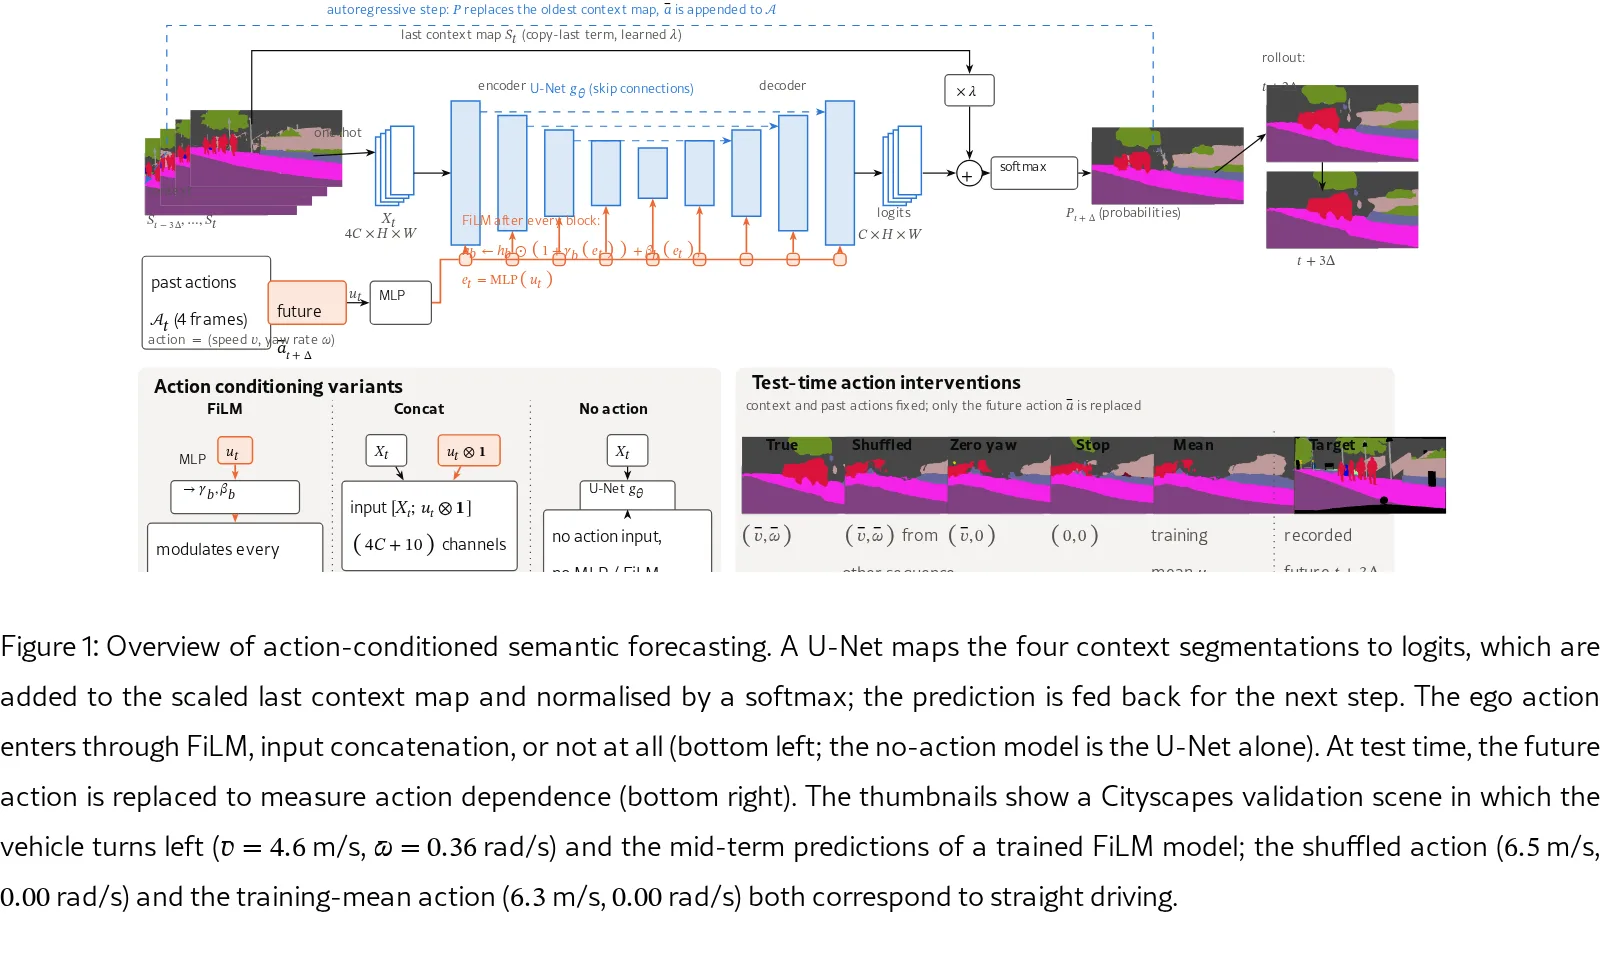 autoregressive step: P replaces the oldest context map, ā is appended to 𝒜
last context map S_t (copy-last term, learned λ)
rollout:
encoder
U-Net g_θ (skip connections)
decoder
× λ
one-hot
softmax
+
S_{t−3Δ}, ..., S_t
X_t
4C × H × W
FiLM after every block:
h_b ← h_b ⊙ (1 + γ_b(e_t)) + β_b(e_t)
e_t = MLP(u_t)
logits
C × H × W
P_{t+Δ} (probabilities)
t + 3Δ
past actions
𝒜_t (4 frames)
future
ā_{t+Δ}
u_t
MLP
action = (speed v, yaw rate ω)
Action conditioning variants
FiLM
Concat
No action
MLP
u_t
→ γ_b, β_b
modulates every
X_t
u_t ⊗ 1
input [X_t; u_t ⊗ 1]
(4C + 10) channels
X_t
U-Net g_θ
no action input,
no MLP / FiLM
Test-time action interventions
context and past actions fixed; only the future action ā is replaced
True
Shuffled
Zero yaw
Stop
Mean
Target
(v̄, ω̄)
(v̄, ω̄) from
(v̄, 0)
(0, 0)
training
recorded
other sequence
mean
future t + 3Δ
Figure 1: Overview of action-conditioned semantic forecasting. A U-Net maps the four context segmentations to logits, which are
added to the scaled last context map and normalised by a softmax; the prediction is fed back for the next step. The ego action
enters through FiLM, input concatenation, or not at all (bottom left; the no-action model is the U-Net alone). At test time, the future
action is replaced to measure action dependence (bottom right). The thumbnails show a Cityscapes validation scene in which the
vehicle turns left (v̄ = 4.6 m/s, ω̄ = 0.36 rad/s) and the mid-term predictions of a trained FiLM model; the shuffled action (6.5 m/s,
0.00 rad/s) and the training-mean action (6.3 m/s, 0.00 rad/s) both correspond to straight driving.